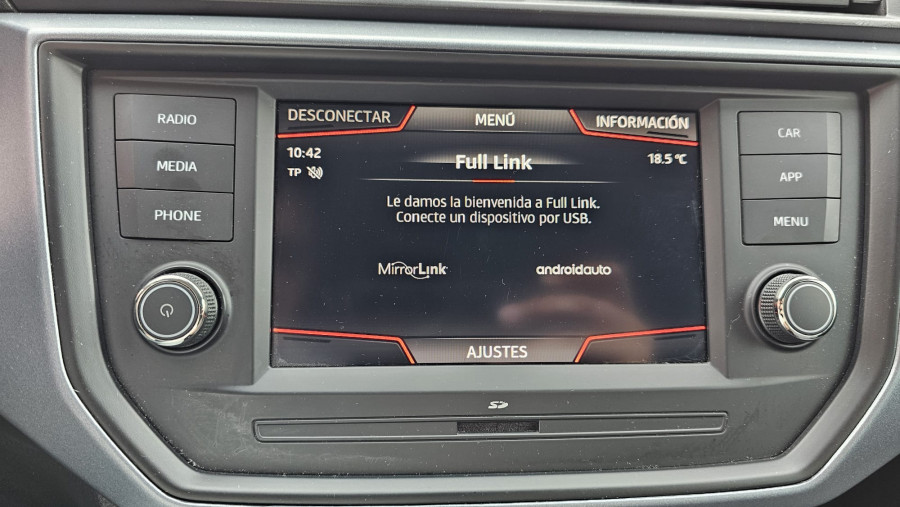 RADIO
MEDIA
PHONE
DESCONECTAR
MENÚ
INFORMACIÓN
10:42
TP
Full Link
18.5 °C
Le damos la bienvenida a Full Link.
Conecte un dispositivo por USB.
MirrorLink
androidauto
AJUSTES
CAR
APP
MENU
SD